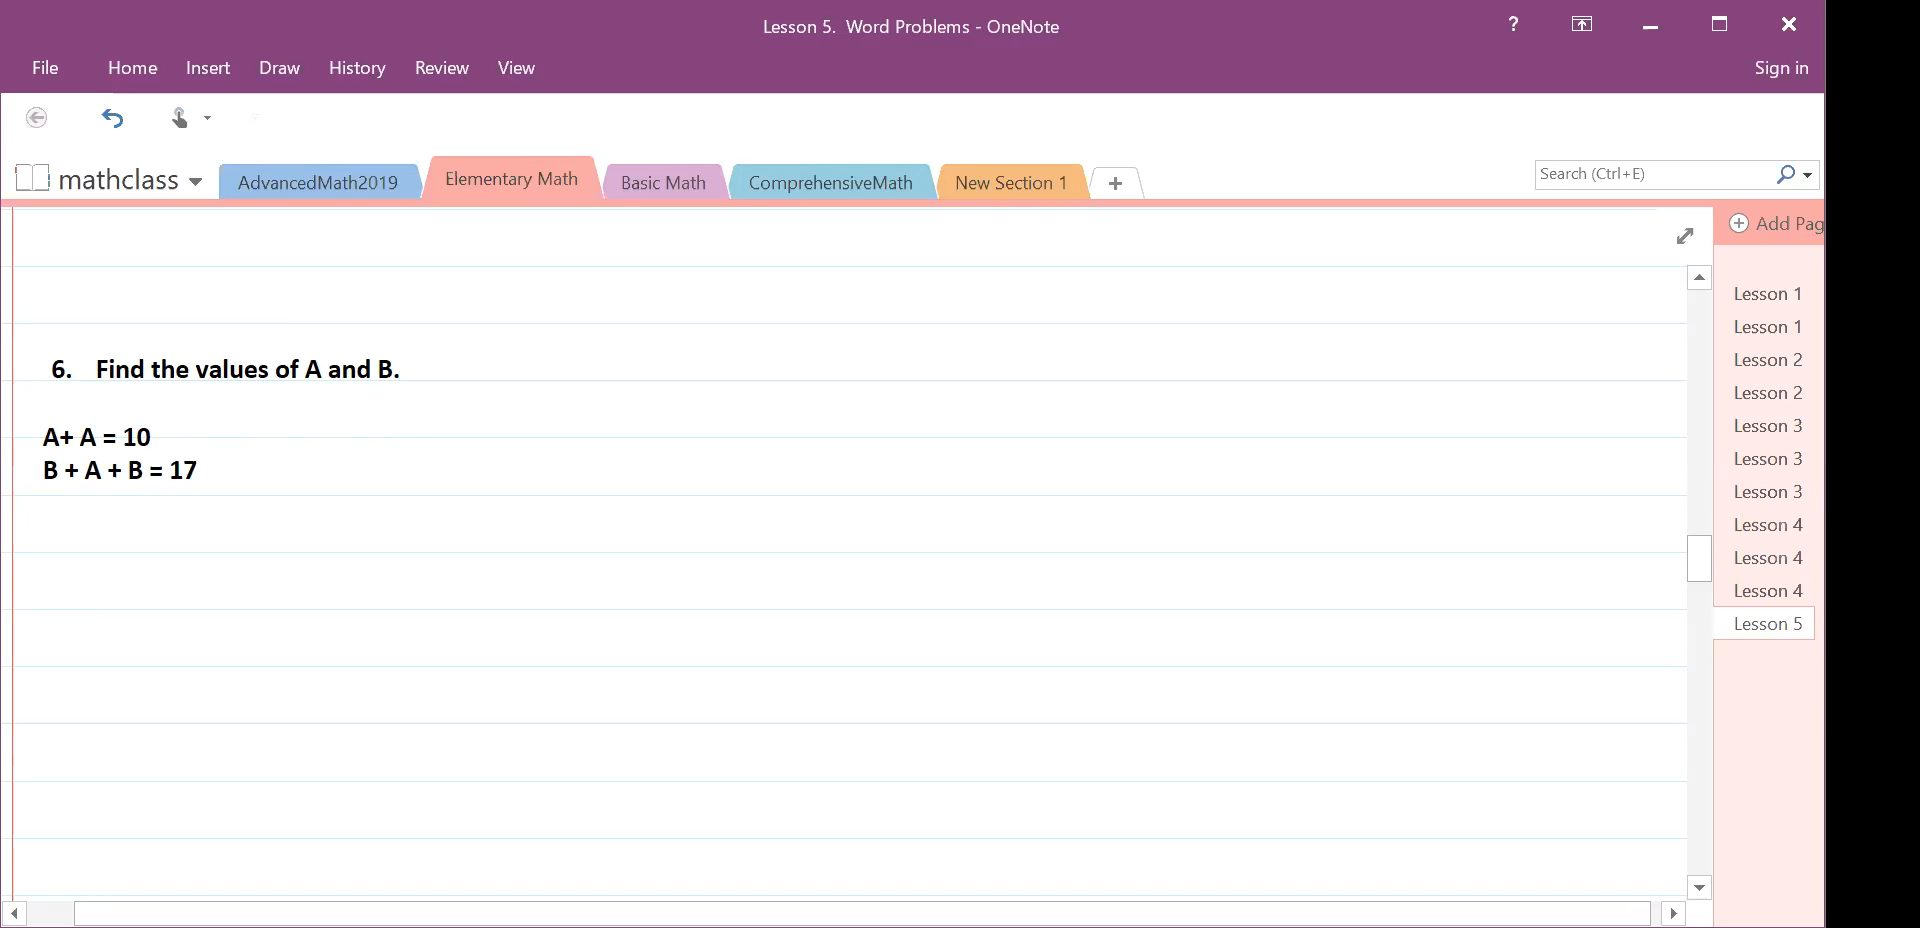 Lesson 5.  Word Problems - OneNote
?
File Home Insert Draw History Review View Sign in
mathclass AdvancedMath2019 Elementary Math Basic Math ComprehensiveMath New Section 1 + Search (Ctrl+E)
Add Pag
Lesson 1
Lesson 1
Lesson 2
Lesson 2
Lesson 3
Lesson 3
Lesson 3
Lesson 4
Lesson 4
Lesson 4
Lesson 5
6. Find the values of A and B.
A+ A = 10
B + A + B = 17